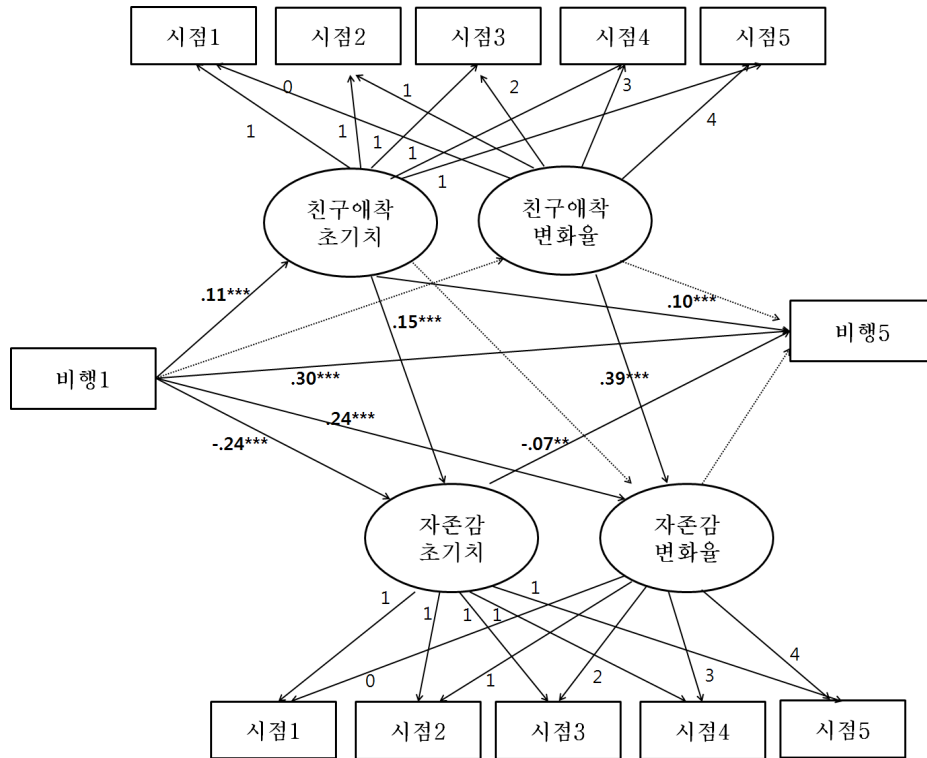 시점1
시점2
시점3
시점4
시점5
0
1
2
3
1
1
1
1
4
1
친구애착
초기치
친구애착
변화율
.11***
.10***
.15***
비행5
비행1
.30***
.39***
.24***
-.24***
-.07**
자존감
초기치
자존감
변화율
1
1
1
1
1
0
1
2
3
4
시점1
시점2
시점3
시점4
시점5